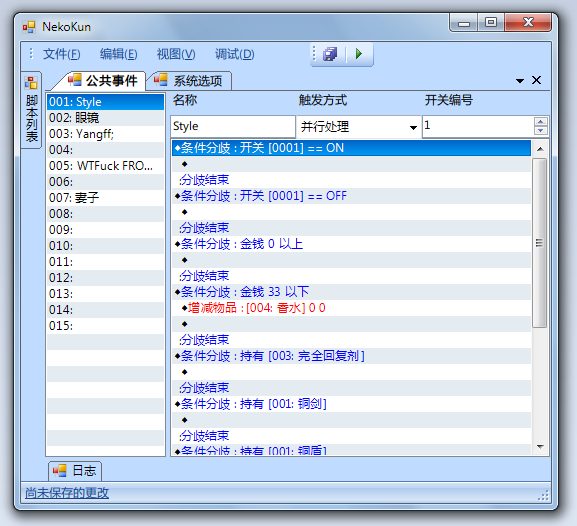 NekoKun
文件(F) 编辑(E) 视图(V) 调试(D)
脚本列表
公共事件 系统选项
001: Style
002: 眼镜
003: Yangff;
004:
005: WTFuck FRO...
006:
007: 妻子
008:
009:
010:
011:
012:
013:
014:
015:
名称 触发方式 开关编号
Style 并行处理 1
◆条件分歧 : 开关 [0001] == ON
◆
:分歧结束
◆条件分歧 : 开关 [0001] == OFF
◆
:分歧结束
◆条件分歧 : 金钱 0 以上
◆
:分歧结束
◆条件分歧 : 金钱 33 以下
◆增减物品 : [004: 香水] 0 0
:分歧结束
◆条件分歧 : 持有 [003: 完全回复剂]
◆
:分歧结束
◆条件分歧 : 持有 [001: 铜剑]
◆
:分歧结束
◆条件分歧 : 持有 [001: 铜盾]
日志
尚未保存的更改